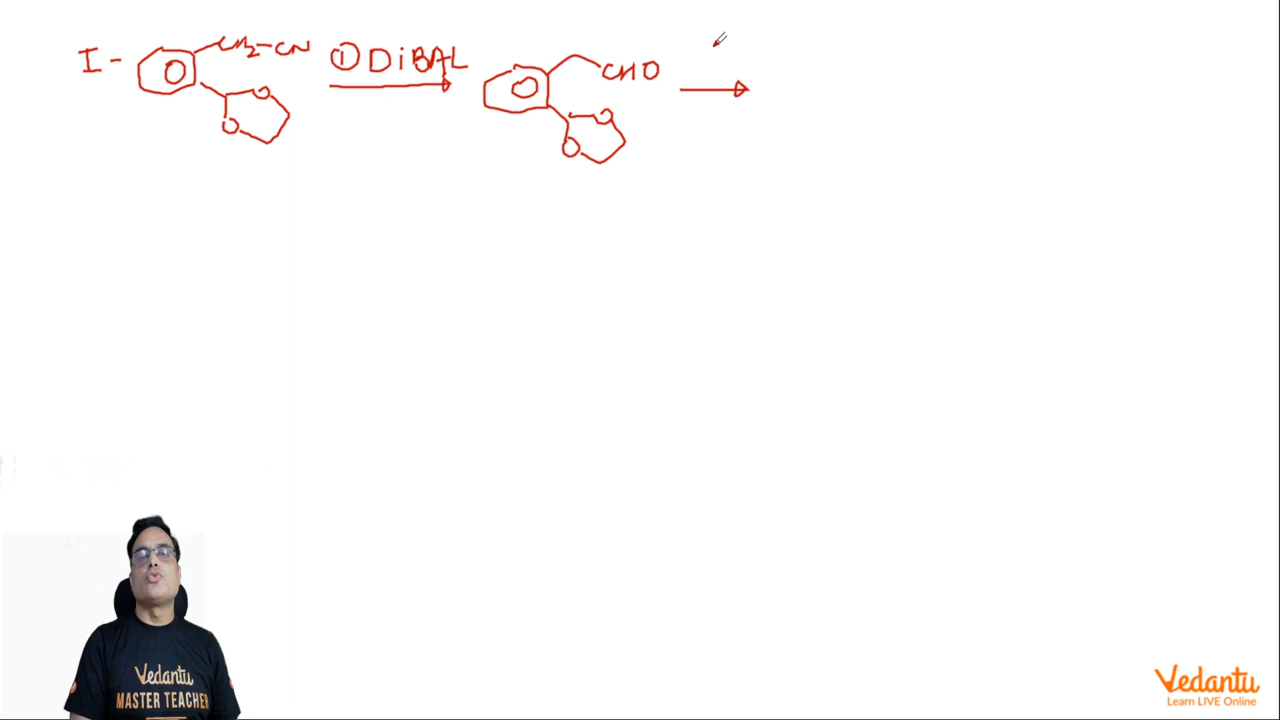 I - CH2-CN ① DiBAL CHO
O O
O O
O O
Vedantu
MASTER TEACHER
Vedantu
Learn LIVE Online